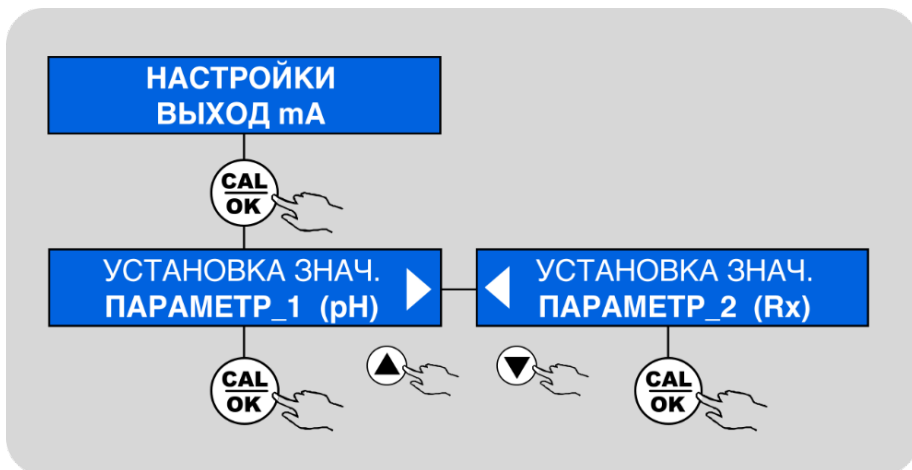 НАСТРОЙКИ
ВЫХОД mA
CAL
OK
УСТАНОВКА ЗНАЧ.
ПАРАМЕТР_1 (pH)
УСТАНОВКА ЗНАЧ.
ПАРАМЕТР_2 (Rx)
CAL
OK
CAL
OK